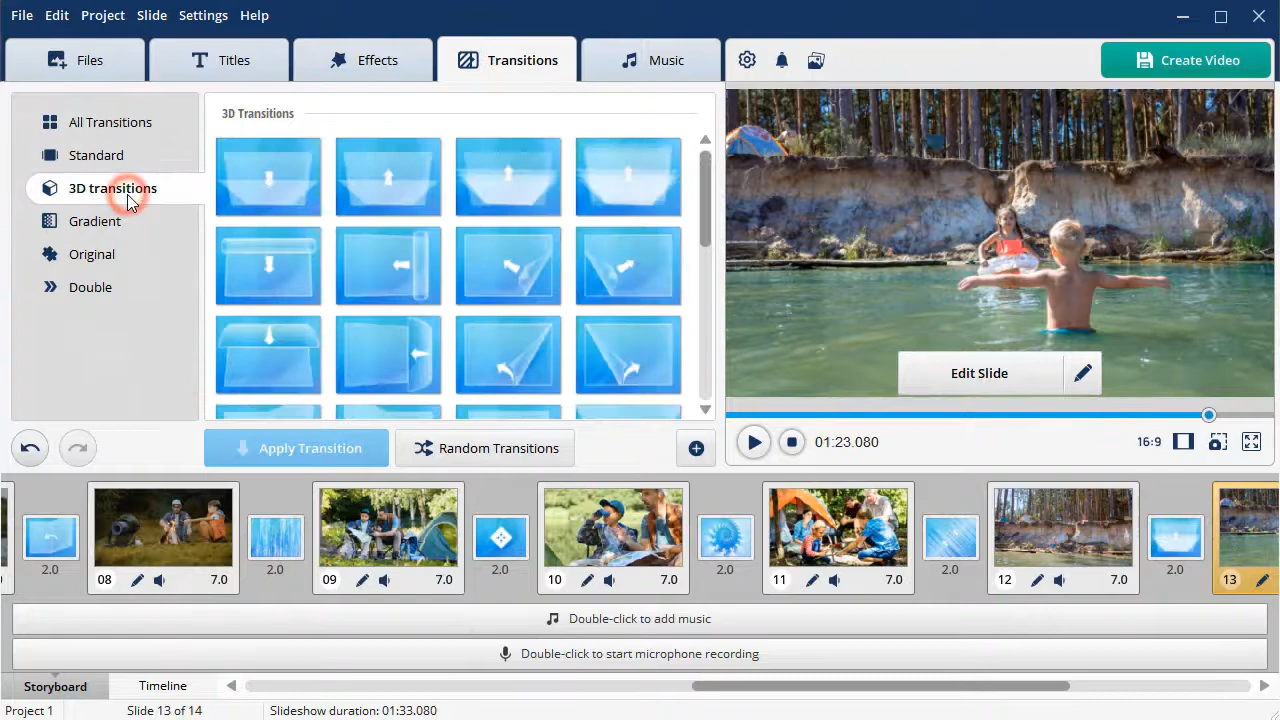 File Edit Project Slide Settings Help
Files Titles Effects Transitions Music Create Video
All Transitions
Standard
3D transitions
Gradient
Original
Double
3D Transitions
Edit Slide
Apply Transition Random Transitions
01:23.080 16:9
2.0 08 7.0 2.0 09 7.0 2.0 10 7.0 2.0 11 7.0 2.0 12 7.0 2.0 13
Double-click to add music
Double-click to start microphone recording
Storyboard Timeline
Project 1 Slide 13 of 14 Slideshow duration: 01:33.080